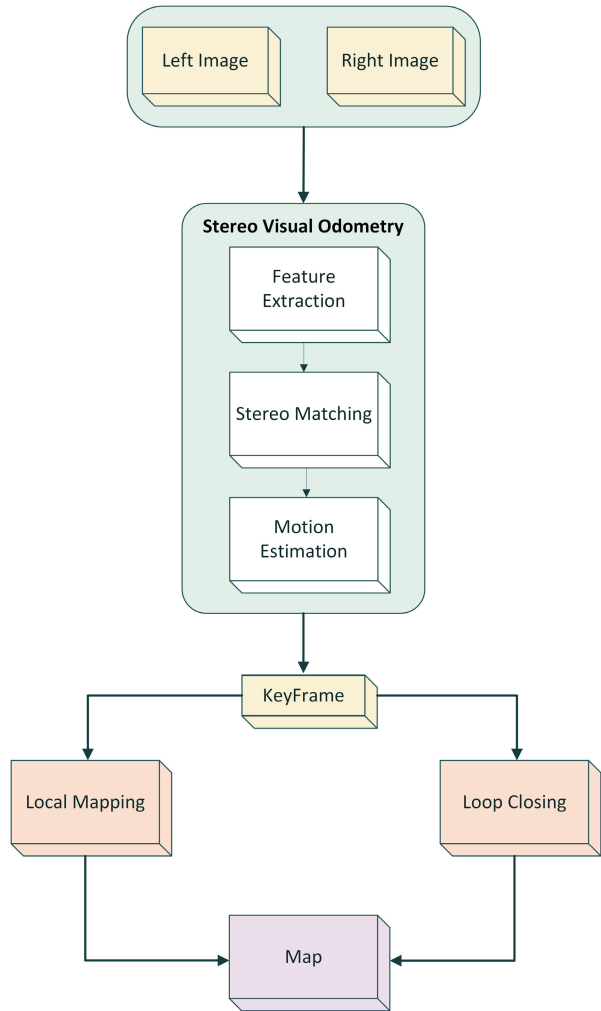 Left Image
Right Image
Stereo Visual Odometry
Feature
Extraction
Stereo Matching
Motion
Estimation
KeyFrame
Local Mapping
Loop Closing
Map